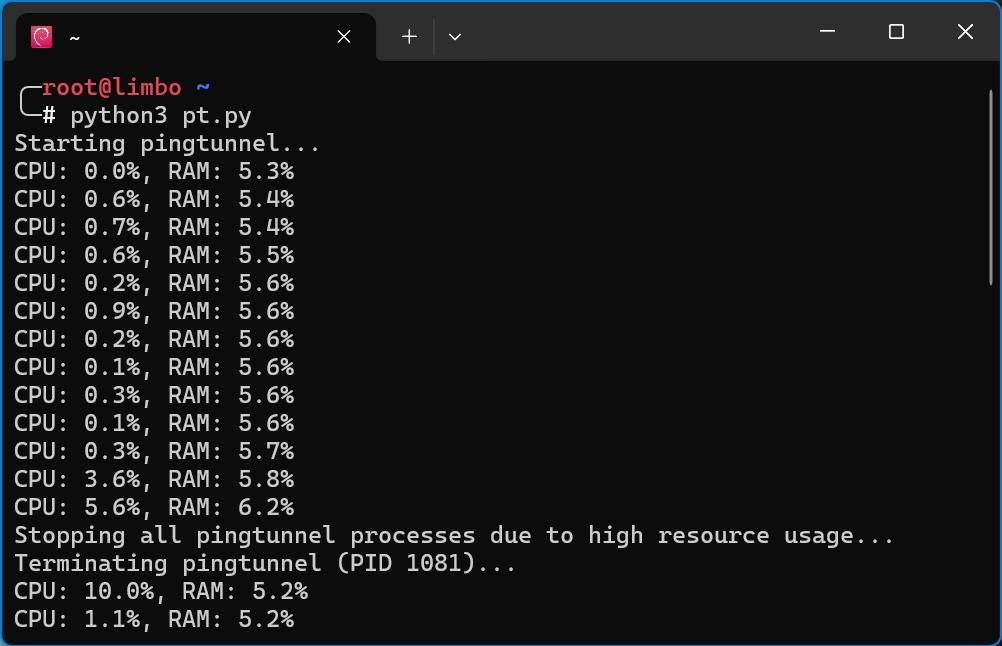 ~
root@limbo ~
# python3 pt.py
Starting pingtunnel...
CPU: 0.0%, RAM: 5.3%
CPU: 0.6%, RAM: 5.4%
CPU: 0.7%, RAM: 5.4%
CPU: 0.6%, RAM: 5.5%
CPU: 0.2%, RAM: 5.6%
CPU: 0.9%, RAM: 5.6%
CPU: 0.2%, RAM: 5.6%
CPU: 0.1%, RAM: 5.6%
CPU: 0.3%, RAM: 5.6%
CPU: 0.1%, RAM: 5.6%
CPU: 0.3%, RAM: 5.7%
CPU: 3.6%, RAM: 5.8%
CPU: 5.6%, RAM: 6.2%
Stopping all pingtunnel processes due to high resource usage...
Terminating pingtunnel (PID 1081)...
CPU: 10.0%, RAM: 5.2%
CPU: 1.1%, RAM: 5.2%